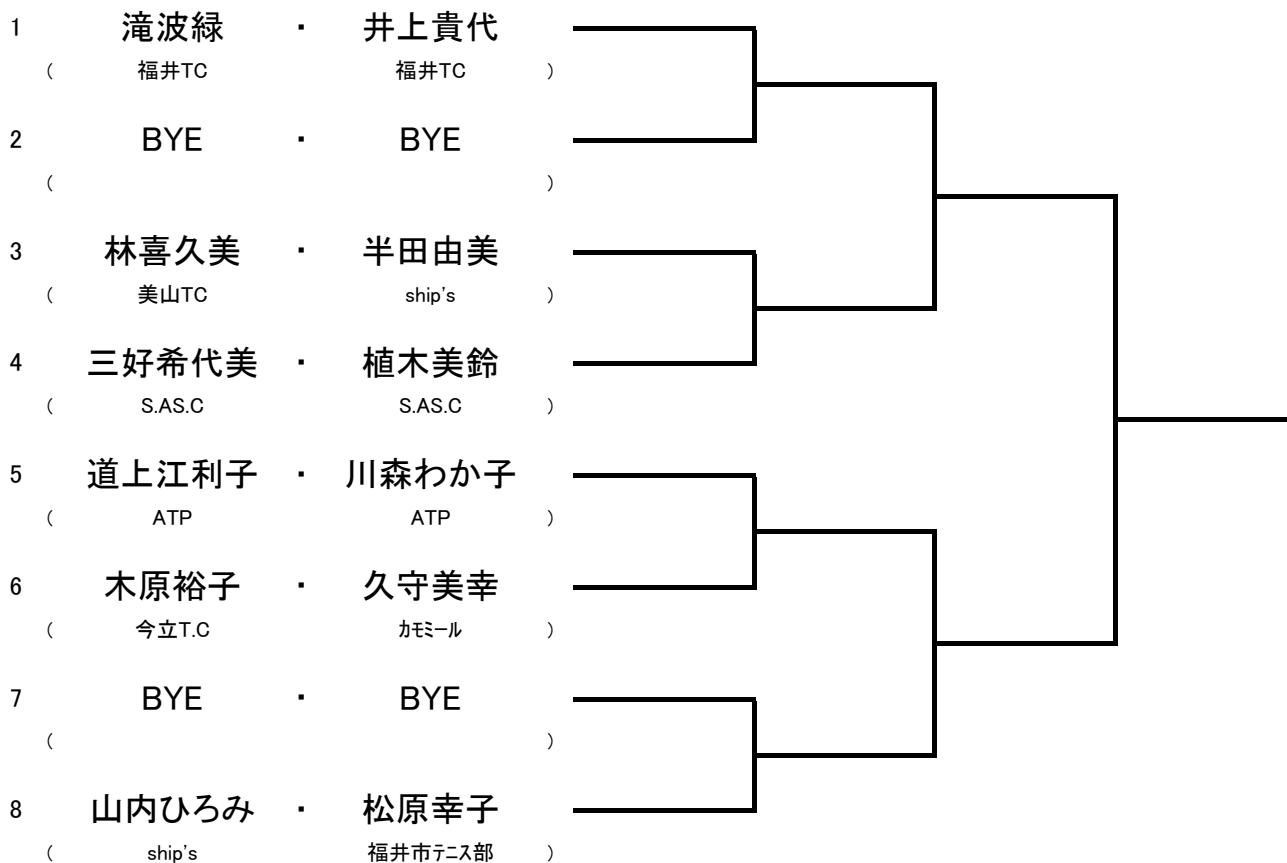 1 滝波緑 ・ 井上貴代
( 福井TC 福井TC )
2 BYE ・ BYE
( )
3 林喜久美 ・ 半田由美
( 美山TC ship's )
4 三好希代美 ・ 植木美鈴
( S.AS.C S.AS.C )
5 道上江利子 ・ 川森わか子
( ATP ATP )
6 木原裕子 ・ 久守美幸
( 今立T.C ｶﾓﾐｰﾙ )
7 BYE ・ BYE
( )
8 山内ひろみ ・ 松原幸子
( ship's 福井市ﾃﾆｽ部 )